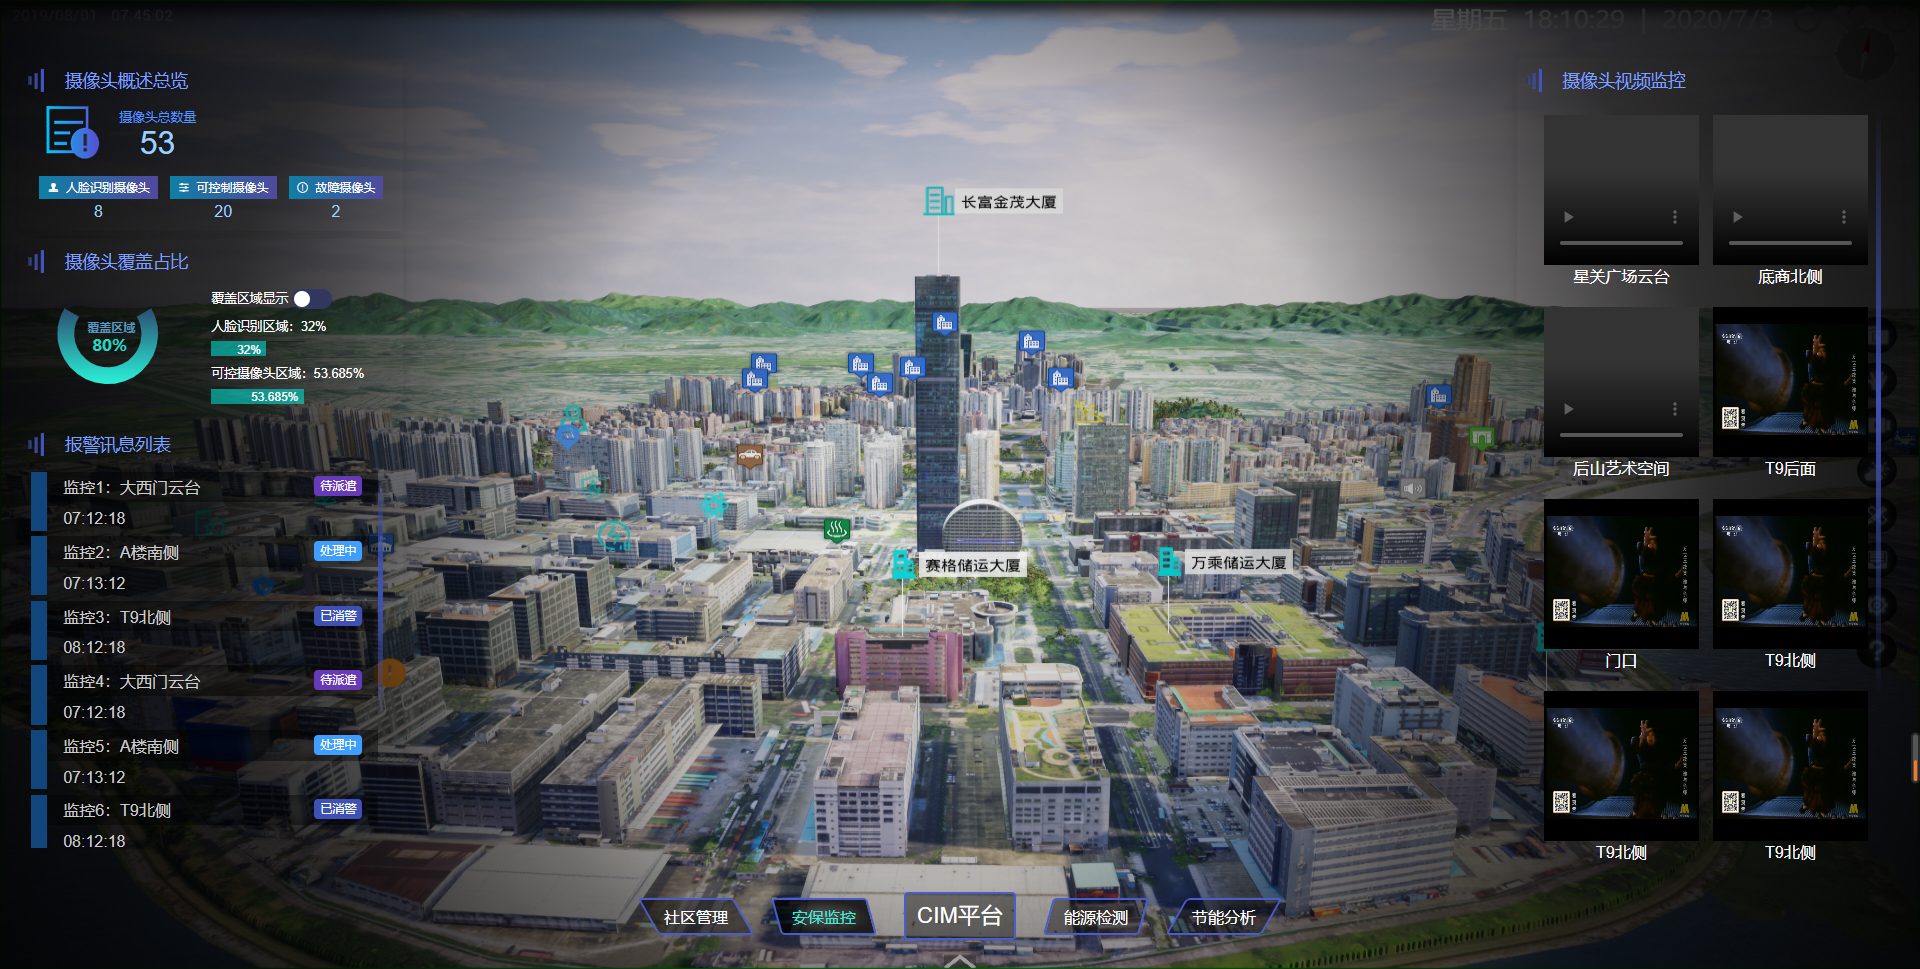 2019/08/01 07:45:02
星期五 18:10:29 | 2020/7/3
摄像头概述总览
摄像头总数量
53
人脸识别摄像头
8
可控制摄像头
20
故障摄像头
2
摄像头覆盖占比
覆盖区域
80%
覆盖区域显示
人脸识别区域：32%
32%
可控摄像头区域：53.685%
53.685%
报警讯息列表
监控1：大西门云台 待派遣
07:12:18
监控2：A楼南侧 处理中
07:13:12
监控3：T9北侧 已消警
08:12:18
监控4：大西门云台 待派遣
07:12:18
监控5：A楼南侧 处理中
07:13:12
监控6：T9北侧 已消警
08:12:18
长富金茂大厦
赛格储运大厦
万乘储运大厦
摄像头视频监控
星关广场云台
底商北侧
后山艺术空间
T9后面
门口
T9北侧
T9北侧
T9北侧
社区管理
安保监控
CIM平台
能源检测
节能分析